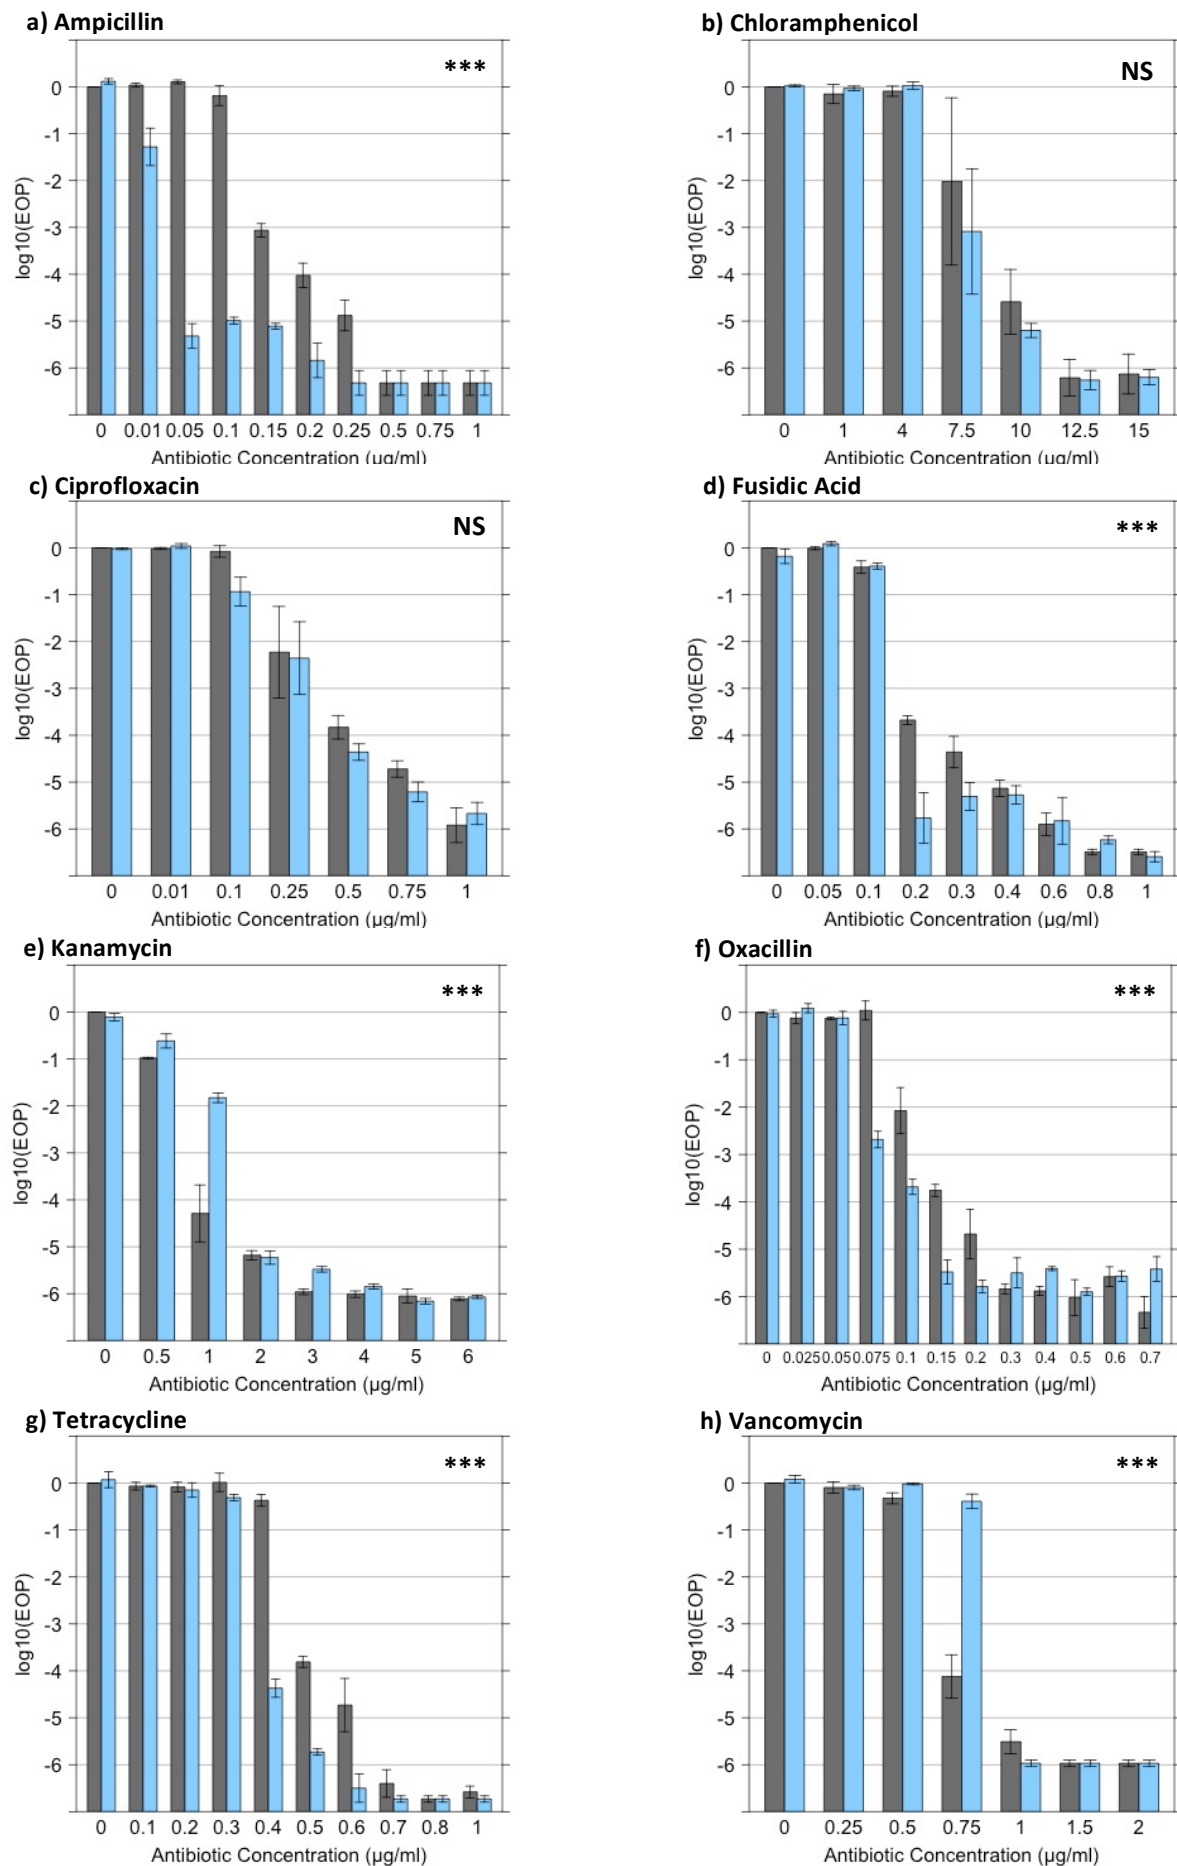 a) Ampicillin
***
0
-1
-2
-3
-4
-5
-6
log10(EOP)
0 0.01 0.05 0.1 0.15 0.2 0.25 0.5 0.75 1
Antibiotic Concentration (µg/ml)
b) Chloramphenicol
NS
0
-1
-2
-3
-4
-5
-6
log10(EOP)
0 1 4 7.5 10 12.5 15
Antibiotic Concentration (µg/ml)
c) Ciprofloxacin
NS
0
-1
-2
-3
-4
-5
-6
log10(EOP)
0 0.01 0.1 0.25 0.5 0.75 1
Antibiotic Concentration (µg/ml)
d) Fusidic Acid
***
0
-1
-2
-3
-4
-5
-6
log10(EOP)
0 0.05 0.1 0.2 0.3 0.4 0.6 0.8 1
Antibiotic Concentration (µg/ml)
e) Kanamycin
***
0
-1
-2
-3
-4
-5
-6
log10(EOP)
0 0.5 1 2 3 4 5 6
Antibiotic Concentration (µg/ml)
f) Oxacillin
***
0
-1
-2
-3
-4
-5
-6
log10(EOP)
0 0.025 0.05 0.075 0.1 0.15 0.2 0.3 0.4 0.5 0.6 0.7
Antibiotic Concentration (µg/ml)
g) Tetracycline
***
0
-1
-2
-3
-4
-5
-6
log10(EOP)
0 0.1 0.2 0.3 0.4 0.5 0.6 0.7 0.8 1
Antibiotic Concentration (µg/ml)
h) Vancomycin
***
0
-1
-2
-3
-4
-5
-6
log10(EOP)
0 0.25 0.5 0.75 1 1.5 2
Antibiotic Concentration (µg/ml)